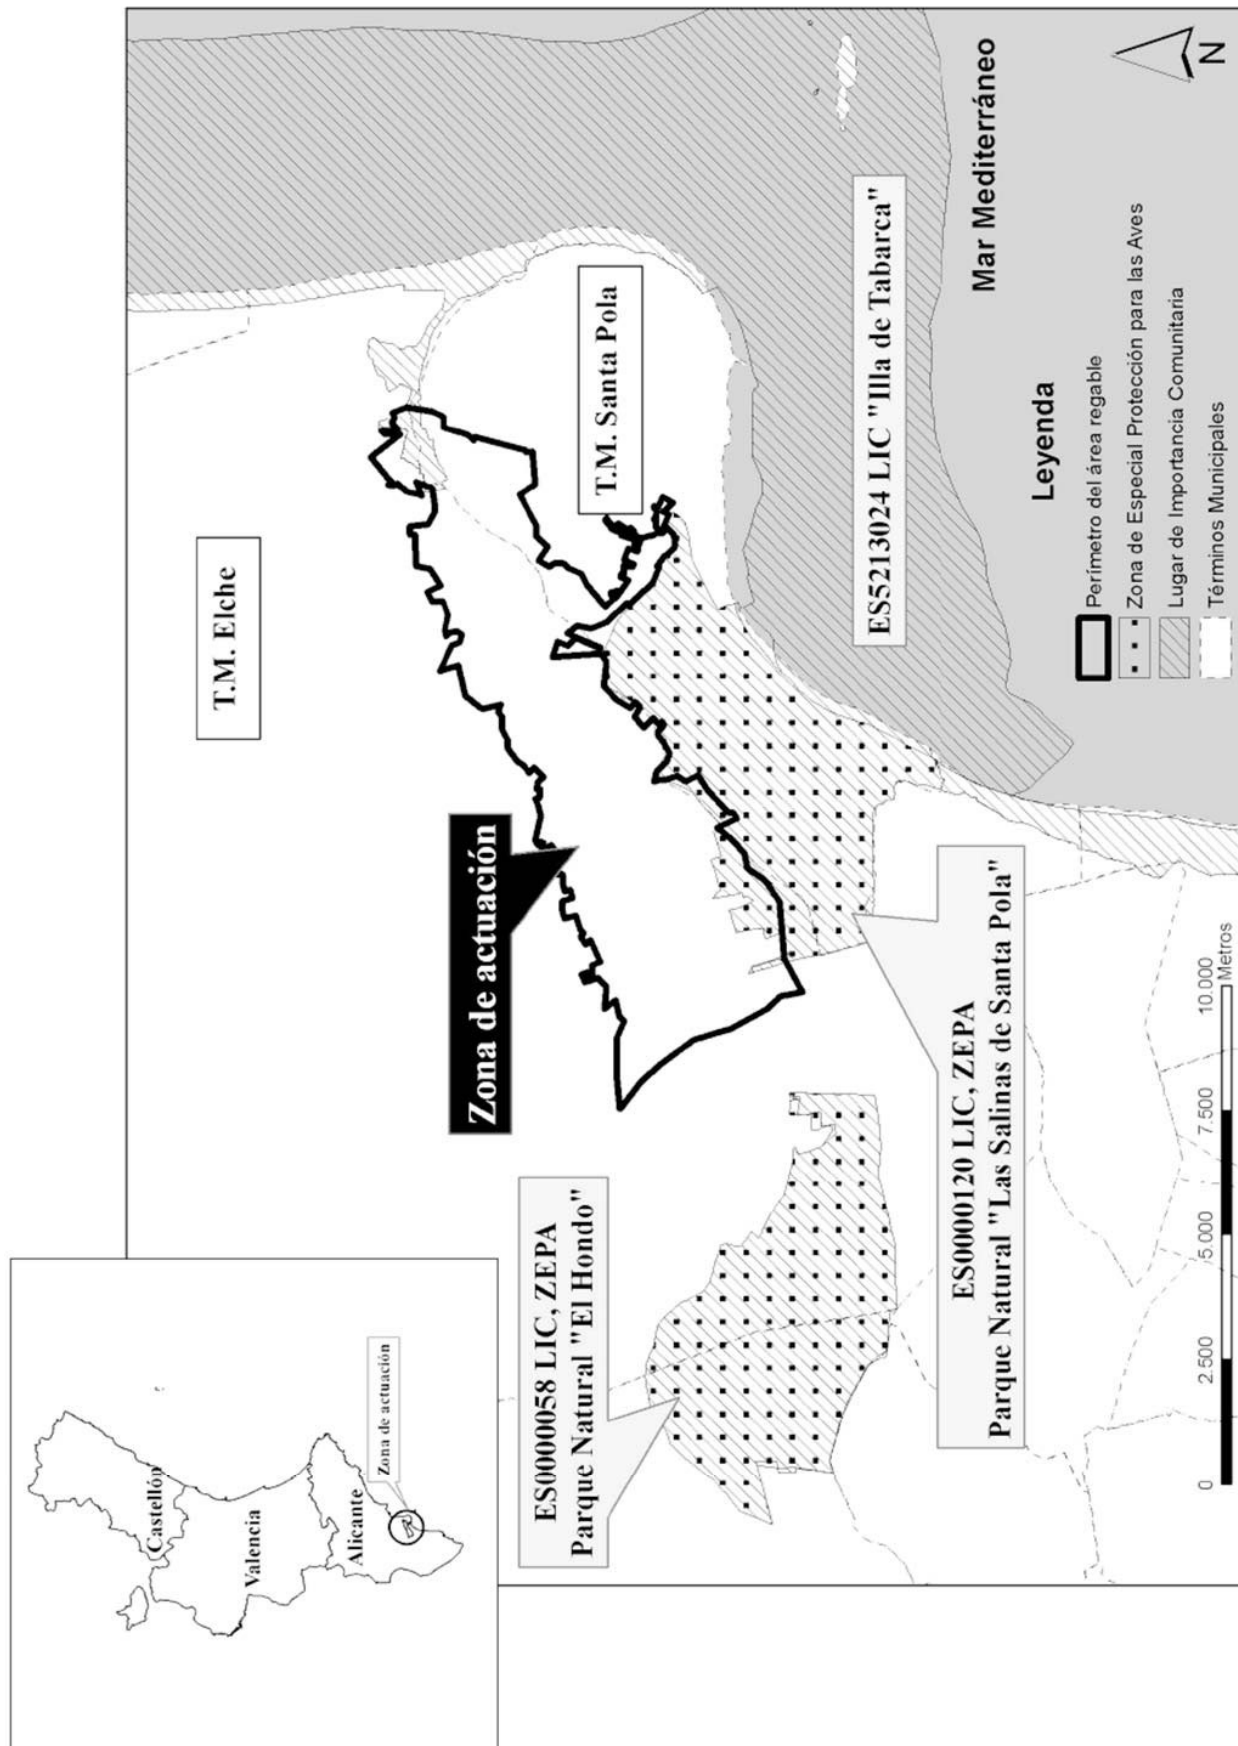 Castellón
Valencia
Alicante
Zona de actuación
T.M. Elche
Zona de actuación
T.M. Santa Pola
ES0000058 LIC, ZEPA
Parque Natural "El Hondo"
ES5213024 LIC "Illa de Tabarca"
Mar Mediterráneo
ES0000120 LIC, ZEPA
Parque Natural "Las Salinas de Santa Pola"
Leyenda
Perímetro del área regable
Zona de Especial Protección para las Aves
Lugar de Importancia Comunitaria
Términos Municipales
0 2.500 5.000 7.500 10.000
Metros
N